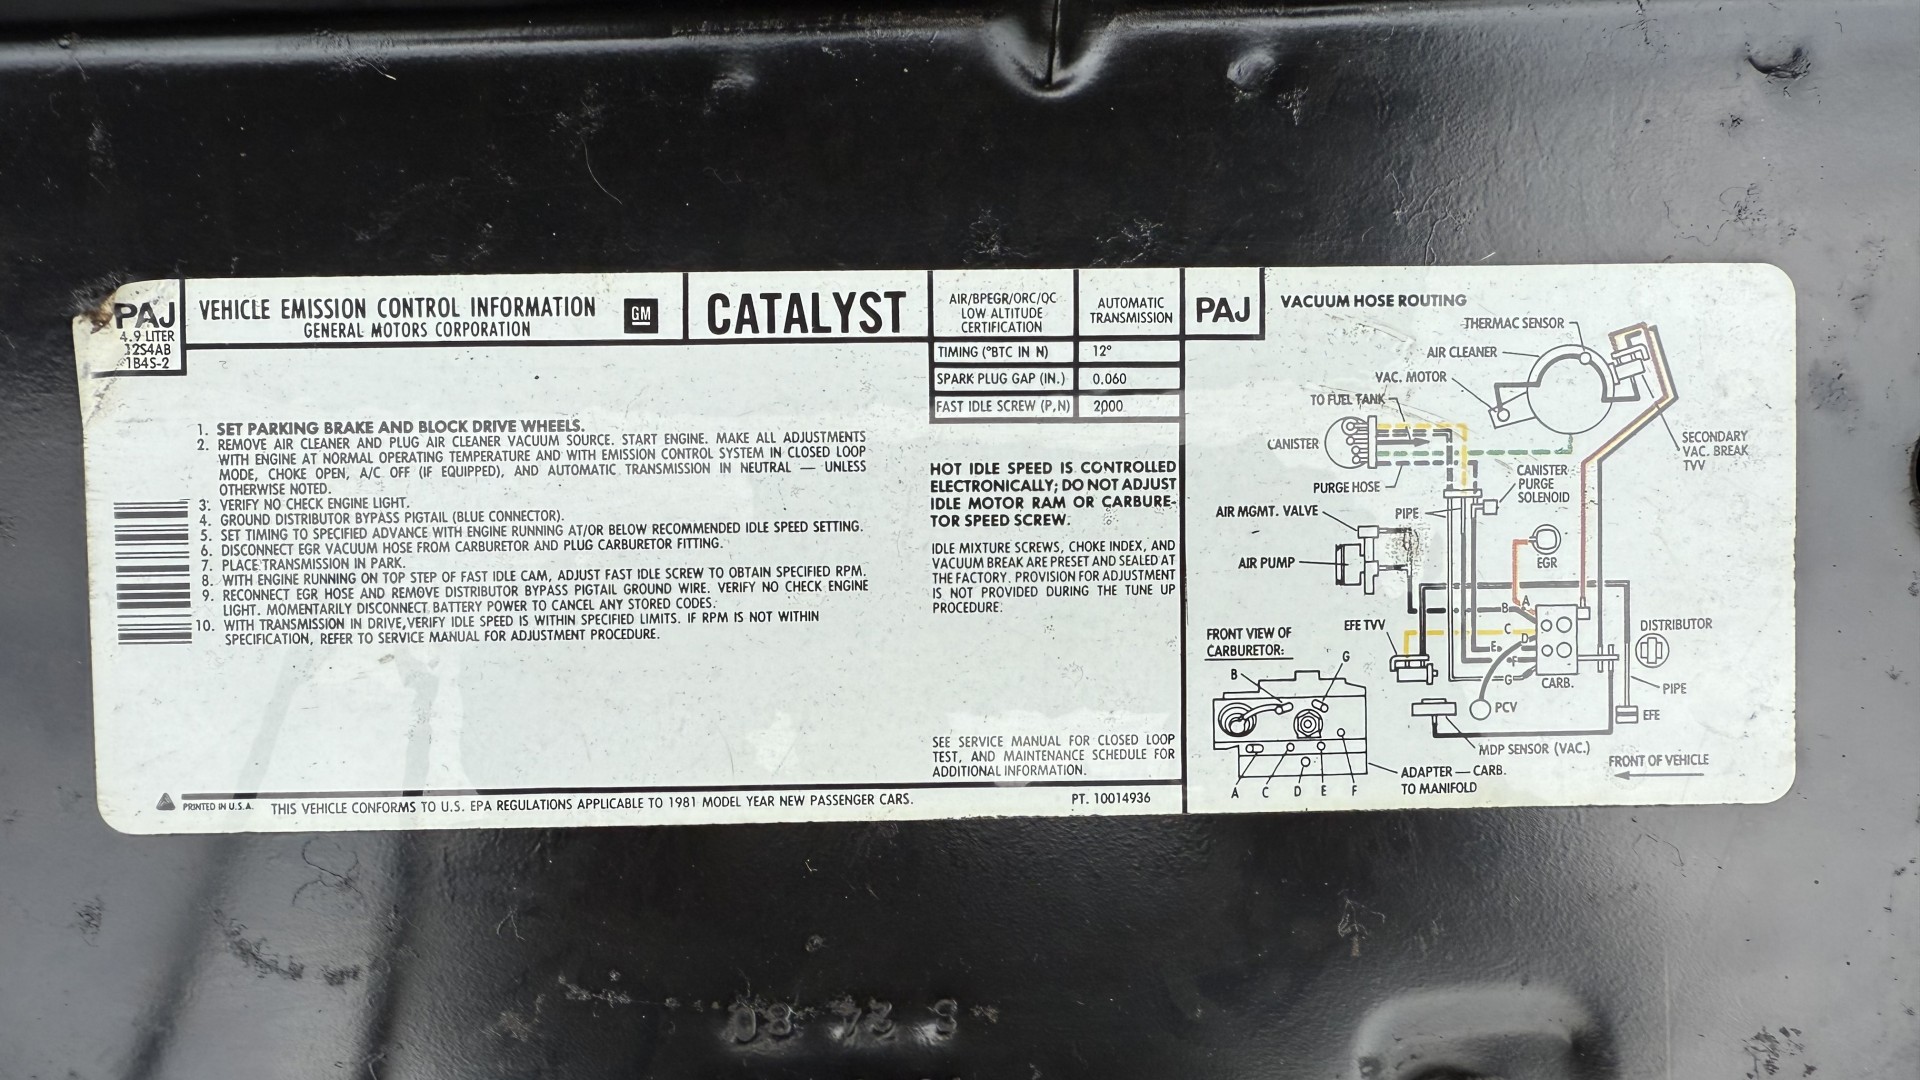 PAJ
4.9 LITER
12S4AB
1B4S-2
VEHICLE EMISSION CONTROL INFORMATION
GENERAL MOTORS CORPORATION
GM
CATALYST
AIR/BPEGR/ORC/QC
LOW ALTITUDE
CERTIFICATION
AUTOMATIC
TRANSMISSION
TIMING (°BTC IN N) 12°
SPARK PLUG GAP (IN.) 0.060
FAST IDLE SCREW (P,N) 2000
1. SET PARKING BRAKE AND BLOCK DRIVE WHEELS.
2. REMOVE AIR CLEANER AND PLUG AIR CLEANER VACUUM SOURCE. START ENGINE. MAKE ALL ADJUSTMENTS
WITH ENGINE AT NORMAL OPERATING TEMPERATURE AND WITH EMISSION CONTROL SYSTEM IN CLOSED LOOP
MODE, CHOKE OPEN, A/C OFF (IF EQUIPPED), AND AUTOMATIC TRANSMISSION IN NEUTRAL — UNLESS
OTHERWISE NOTED.
3. VERIFY NO CHECK ENGINE LIGHT.
4. GROUND DISTRIBUTOR BYPASS PIGTAIL (BLUE CONNECTOR).
5. SET TIMING TO SPECIFIED ADVANCE WITH ENGINE RUNNING AT/OR BELOW RECOMMENDED IDLE SPEED SETTING.
6. DISCONNECT EGR VACUUM HOSE FROM CARBURETOR AND PLUG CARBURETOR FITTING.
7. PLACE TRANSMISSION IN PARK.
8. WITH ENGINE RUNNING ON TOP STEP OF FAST IDLE CAM, ADJUST FAST IDLE SCREW TO OBTAIN SPECIFIED RPM.
9. RECONNECT EGR HOSE AND REMOVE DISTRIBUTOR BYPASS PIGTAIL GROUND WIRE. VERIFY NO CHECK ENGINE
LIGHT. MOMENTARILY DISCONNECT BATTERY POWER TO CANCEL ANY STORED CODES.
10. WITH TRANSMISSION IN DRIVE,VERIFY IDLE SPEED IS WITHIN SPECIFIED LIMITS. IF RPM IS NOT WITHIN
SPECIFICATION, REFER TO SERVICE MANUAL FOR ADJUSTMENT PROCEDURE.
HOT IDLE SPEED IS CONTROLLED
ELECTRONICALLY; DO NOT ADJUST
IDLE MOTOR RAM OR CARBURE-
TOR SPEED SCREW.
IDLE MIXTURE SCREWS, CHOKE INDEX, AND
VACUUM BREAK ARE PRESET AND SEALED AT
THE FACTORY. PROVISION FOR ADJUSTMENT
IS NOT PROVIDED DURING THE TUNE UP
PROCEDURE.
SEE SERVICE MANUAL FOR CLOSED LOOP
TEST, AND MAINTENANCE SCHEDULE FOR
ADDITIONAL INFORMATION.
PRINTED IN U.S.A. THIS VEHICLE CONFORMS TO U.S. EPA REGULATIONS APPLICABLE TO 1981 MODEL YEAR NEW PASSENGER CARS. PT. 10014936
PAJ
VACUUM HOSE ROUTING
THERMAC SENSOR
AIR CLEANER
VAC. MOTOR
TO FUEL TANK
CANISTER
SECONDARY
VAC. BREAK
TVV
PURGE HOSE
CANISTER
PURGE
SOLENOID
AIR MGMT. VALVE
PIPE
AIR PUMP
EGR
B A
EFE TVV
C
D
E
F
G
CARB.
DISTRIBUTOR
PIPE
PCV
EFE
MDP SENSOR (VAC.)
FRONT VIEW OF
CARBURETOR:
B G
A C D E F
ADAPTER — CARB.
TO MANIFOLD
FRONT OF VEHICLE